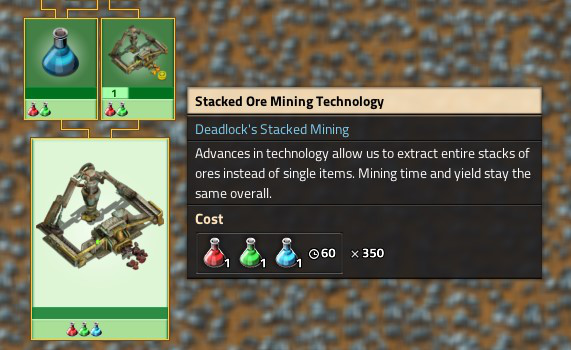 1
Stacked Ore Mining Technology
Deadlock's Stacked Mining
Advances in technology allow us to extract entire stacks of
ores instead of single items. Mining time and yield stay the
same overall.
Cost
1 1 1 60 × 350